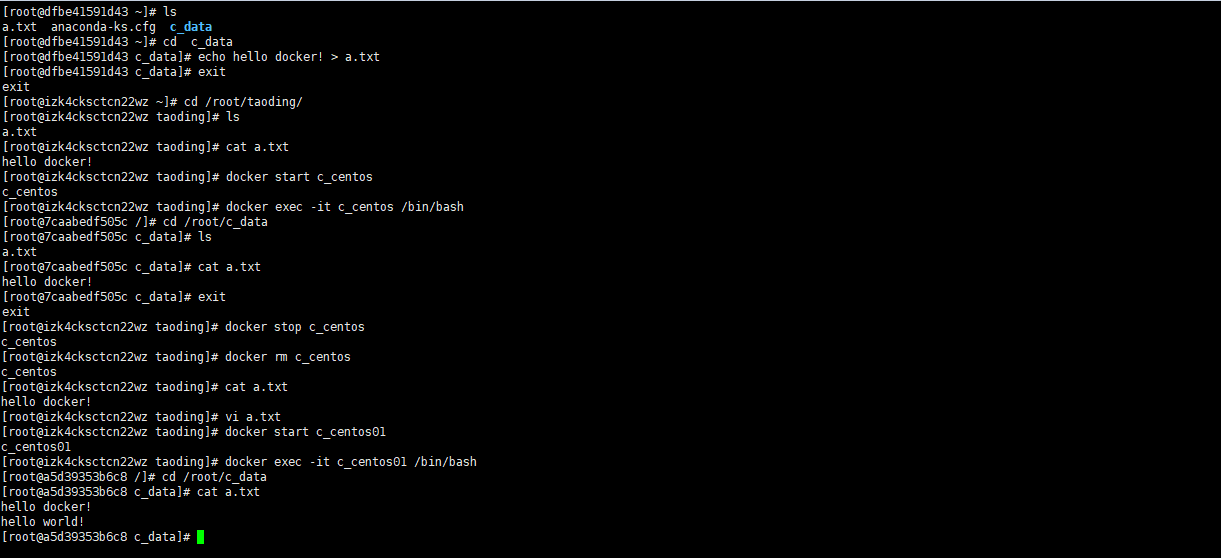 [root@dfbe41591d43 ~]# ls
a.txt  anaconda-ks.cfg  c_data
[root@dfbe41591d43 ~]# cd  c_data
[root@dfbe41591d43 c_data]# echo hello docker! > a.txt
[root@dfbe41591d43 c_data]# exit
exit
[root@izk4cksctcn22wz ~]# cd /root/taoding/
[root@izk4cksctcn22wz taoding]# ls
a.txt
[root@izk4cksctcn22wz taoding]# cat a.txt
hello docker!
[root@izk4cksctcn22wz taoding]# docker start c_centos
c_centos
[root@izk4cksctcn22wz taoding]# docker exec -it c_centos /bin/bash
[root@7caabedf505c /]# cd /root/c_data
[root@7caabedf505c c_data]# ls
a.txt
[root@7caabedf505c c_data]# cat a.txt
hello docker!
[root@7caabedf505c c_data]# exit
exit
[root@izk4cksctcn22wz taoding]# docker stop c_centos
c_centos
[root@izk4cksctcn22wz taoding]# docker rm c_centos
c_centos
[root@izk4cksctcn22wz taoding]# cat a.txt
hello docker!
[root@izk4cksctcn22wz taoding]# vi a.txt
[root@izk4cksctcn22wz taoding]# docker start c_centos01
c_centos01
[root@izk4cksctcn22wz taoding]# docker exec -it c_centos01 /bin/bash
[root@a5d39353b6c8 /]# cd /root/c_data
[root@a5d39353b6c8 c_data]# cat a.txt
hello docker!
hello world!
[root@a5d39353b6c8 c_data]#